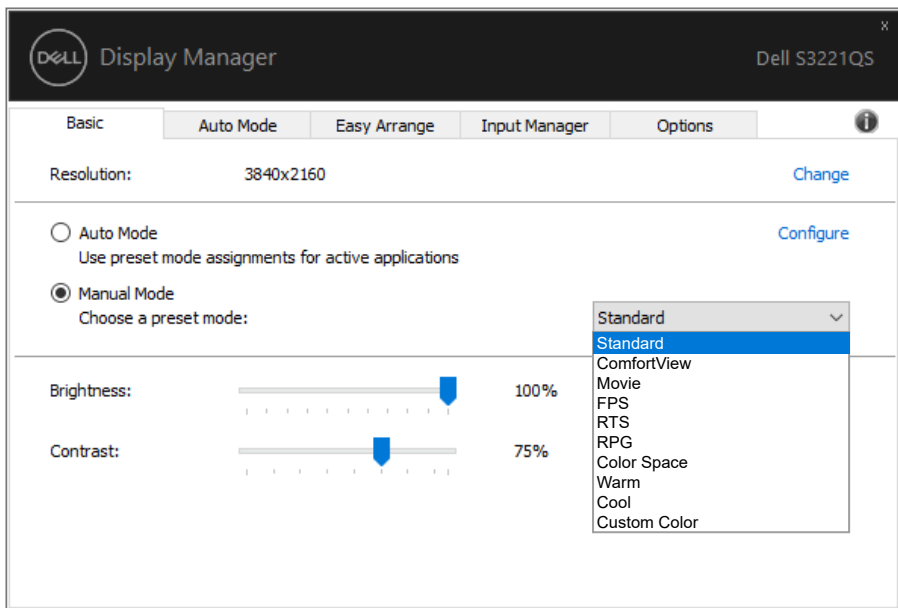 DELL Display Manager
x
Dell S3221QS
Basic Auto Mode Easy Arrange Input Manager Options i
Resolution: 3840x2160 Change
Auto Mode Configure
Use preset mode assignments for active applications
Manual Mode
Choose a preset mode: Standard
Standard
ComfortView
Movie
FPS
RTS
RPG
Color Space
Warm
Cool
Custom Color
Brightness: 100%
Contrast: 75%